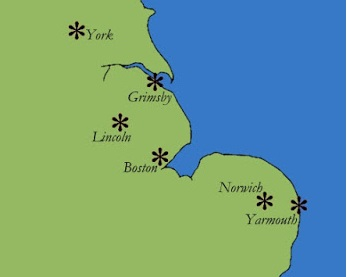 York
Grimsby
Lincoln
Boston
Norwich
Yarmouth